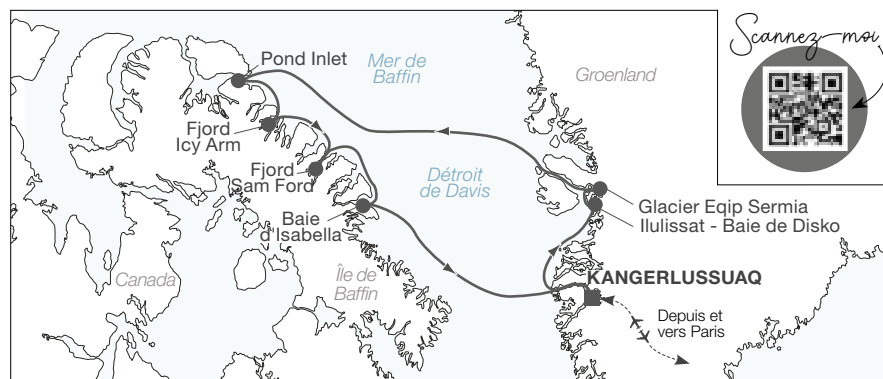 Pond Inlet
Mer de
Baffin
Groenland
Scannez-moi
Fjord
Icy Arm
Fjord
Sam Ford
Détroit
de Davis
Baie
d'Isabella
Glacier Eqip Sermia
Ilulissat - Baie de Disko
Canada
Île de
Baffin
KANGERLUSSUAQ
Depuis et
vers Paris